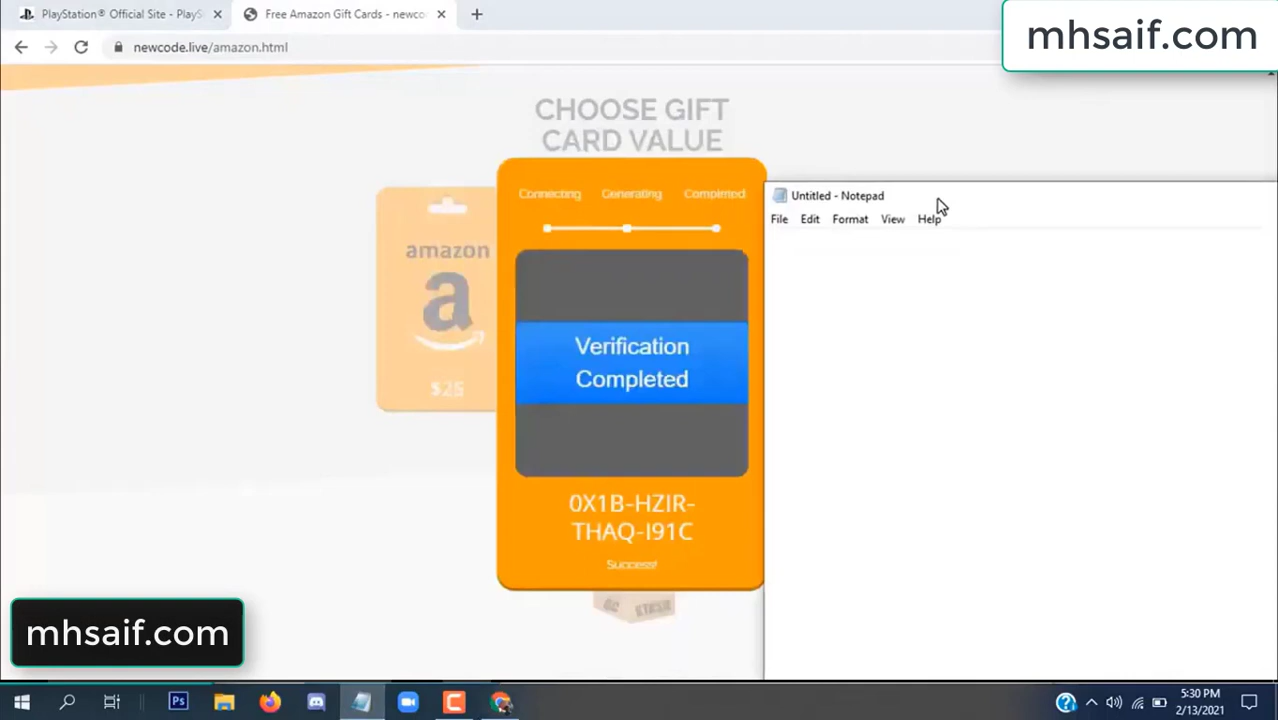 PlayStation® Official Site - PlayS
Free Amazon Gift Cards - newco
mhsaif.com
newcode.live/amazon.html
CHOOSE GIFT
CARD VALUE
Connecting Generating Completed
Untitled - Notepad
File Edit Format View Help
amazon
a
$25
Verification
Completed
0X1B-HZIR-
THAQ-I91C
Success!
mhsaif.com
Ps
5:30 PM
2/13/2021